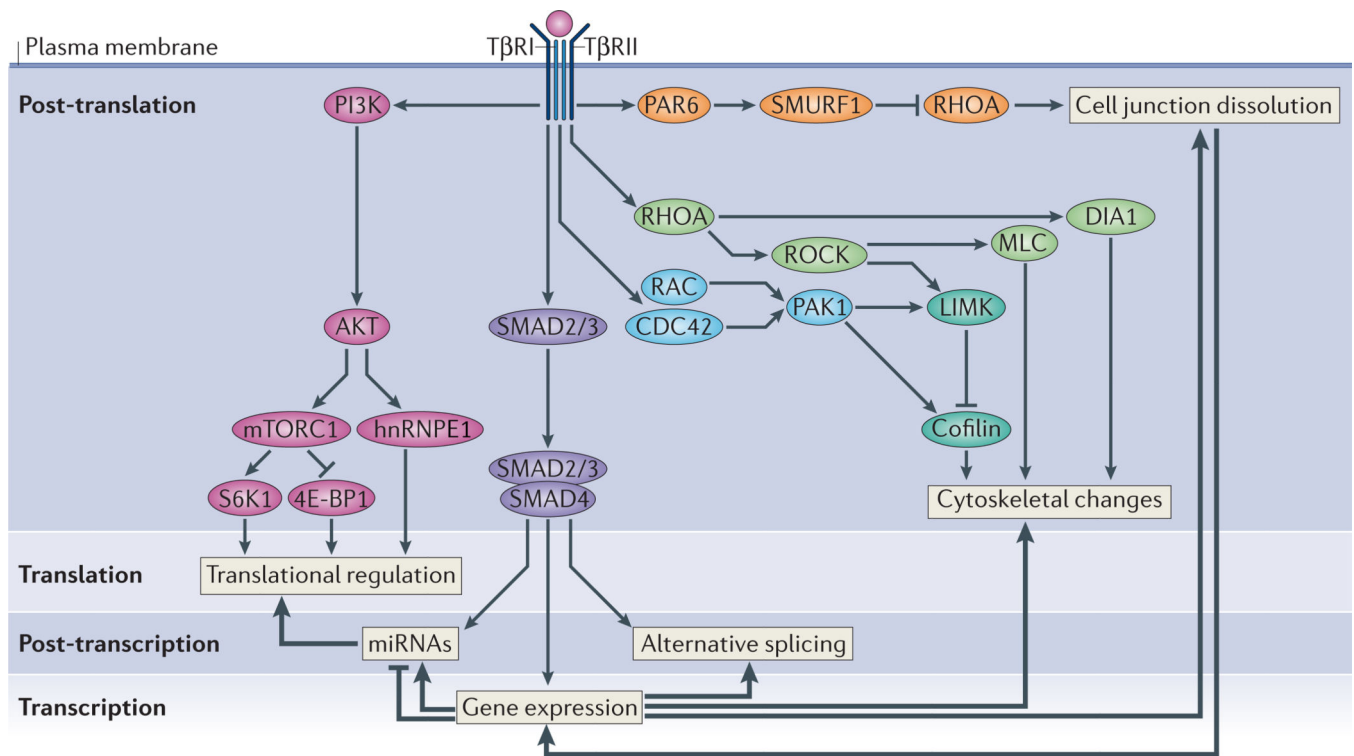 Plasma membrane
TβRI
TβRII
Post-translation
PI3K
PAR6
SMURF1
RHOA
Cell junction dissolution
RHOA
DIA1
ROCK
MLC
RAC
PAK1
LIMK
CDC42
AKT
SMAD2/3
mTORC1
hnRNPE1
Cofilin
SMAD2/3
SMAD4
S6K1
4E-BP1
Cytoskeletal changes
Translation
Translational regulation
Post-transcription
miRNAs
Alternative splicing
Transcription
Gene expression